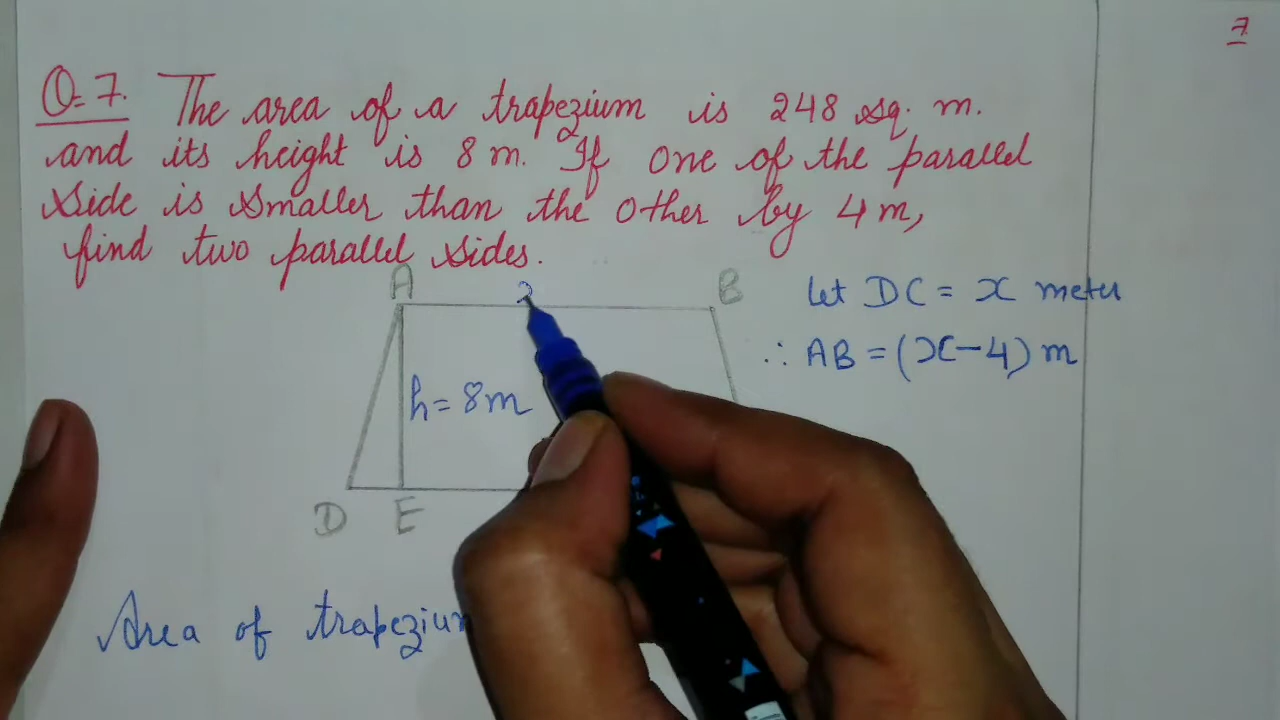 7
Q.7. The area of a trapezium is 248 sq. m.
and its height is 8 m. If one of the parallel
side is smaller than the other by 4 m,
find two parallel sides.
A
B
let DC = x meter
∴ AB = (x-4) m
h = 8m
D E
Area of